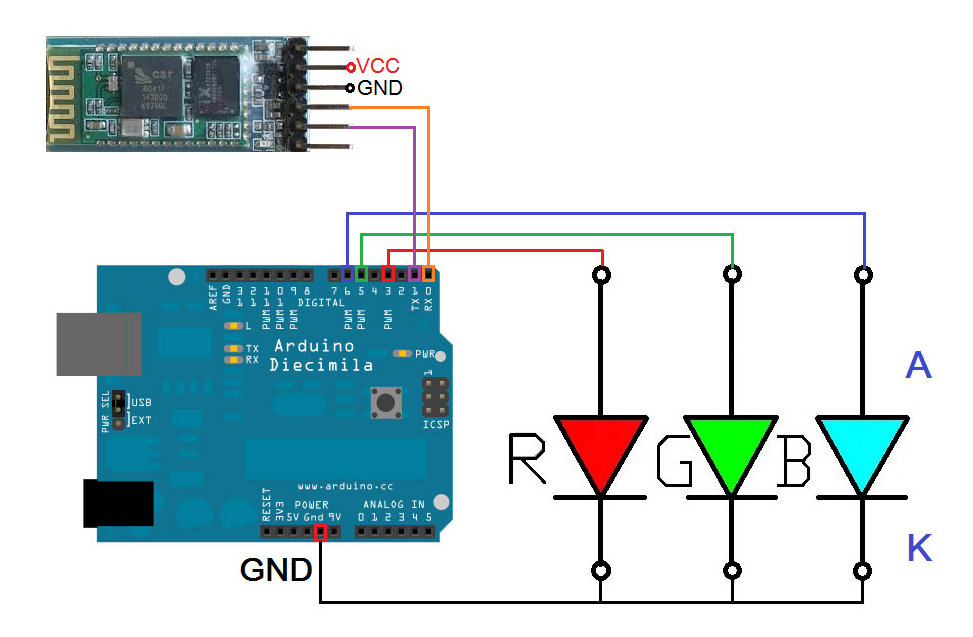 VCC
GND
csr
AREF
GND
13
12
11
10
9
8
7
6
5
4
3
2
1
0
DIGITAL
PWM
PWM
PWM
PWM
PWM
PWM
TX
RX
L
TX
RX
Arduino
Diecimila
PWR
1
ICSP
PWR SEL
USB
EXT
www.arduino.cc
POWER
ANALOG IN
RESET
3V3
5V Gnd 9V
0 1 2 3 4 5
GND
R
G
B
A
K